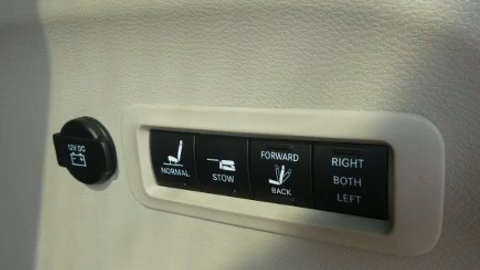 12V DC
NORMAL
STOW
FORWARD
BACK
RIGHT
BOTH
LEFT